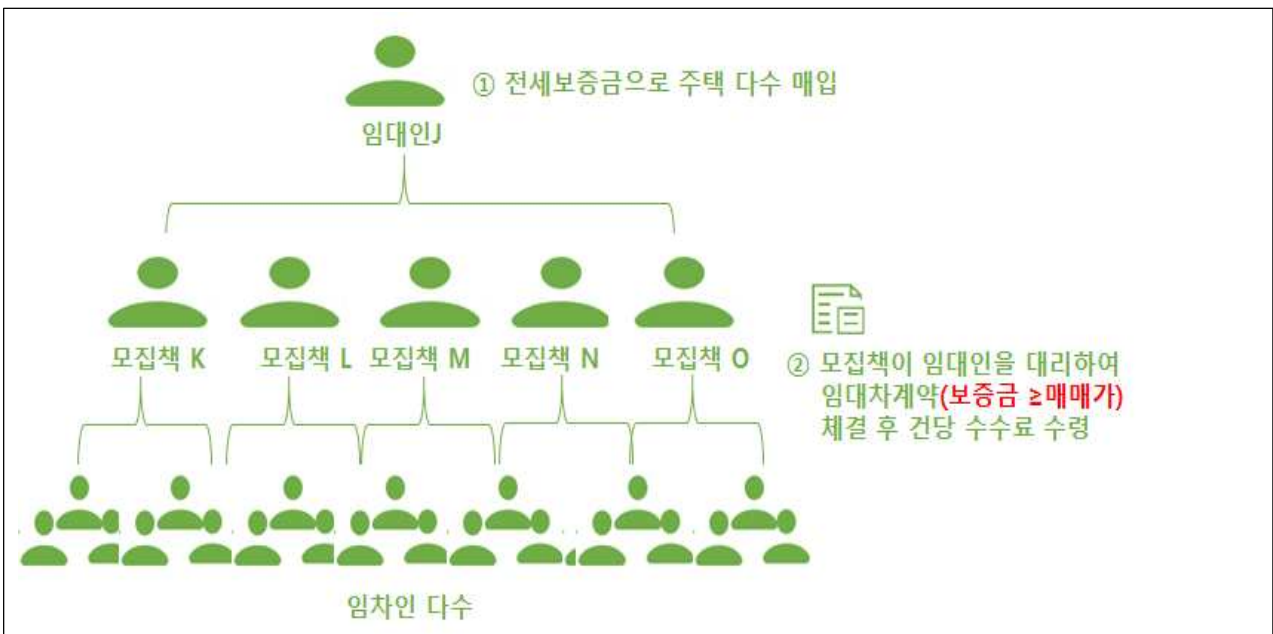 ① 전세보증금으로 주택 다수 매입
임대인J
모집책 K
모집책 L
모집책 M
모집책 N
모집책 O
② 모집책이 임대인을 대리하여
임대차계약(보증금 ≥매매가)
체결 후 건당 수수료 수령
임차인 다수